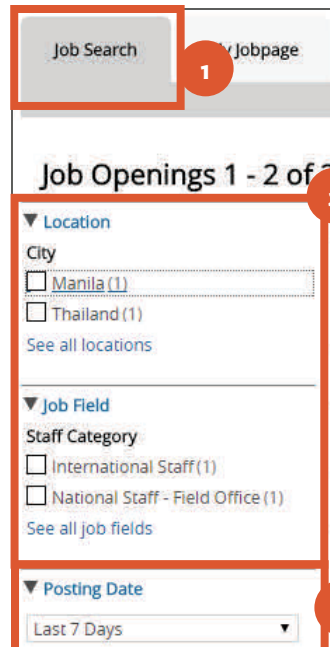 Job Search
Jobpage
1
Job Openings 1 - 2 of
Location
City
Manila (1)
Thailand (1)
See all locations
Job Field
Staff Category
International Staff (1)
National Staff - Field Office (1)
See all job fields
Posting Date
Last 7 Days